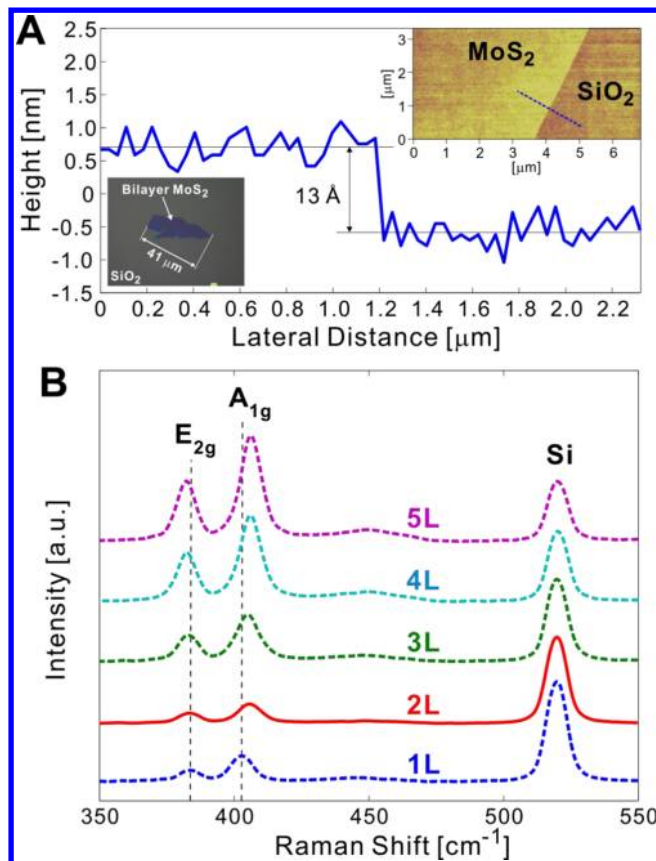 A
2.5
2.0
1.5
1.0
0.5
0
-0.5
-1.0
-1.5
Height [nm]
13 Å
Bilayer MoS₂
41 μm
SiO₂
MoS₂
SiO₂
3
2
1
0
[μm]
0 1 2 3 4 5 6
[μm]
0 0.2 0.4 0.6 0.8 1.0 1.2 1.4 1.6 1.8 2.0 2.2
Lateral Distance [μm]
B
E₂g
A₁g
Si
5L
4L
3L
2L
1L
Intensity [a.u.]
350 400 450 500 550
Raman Shift [cm⁻¹]